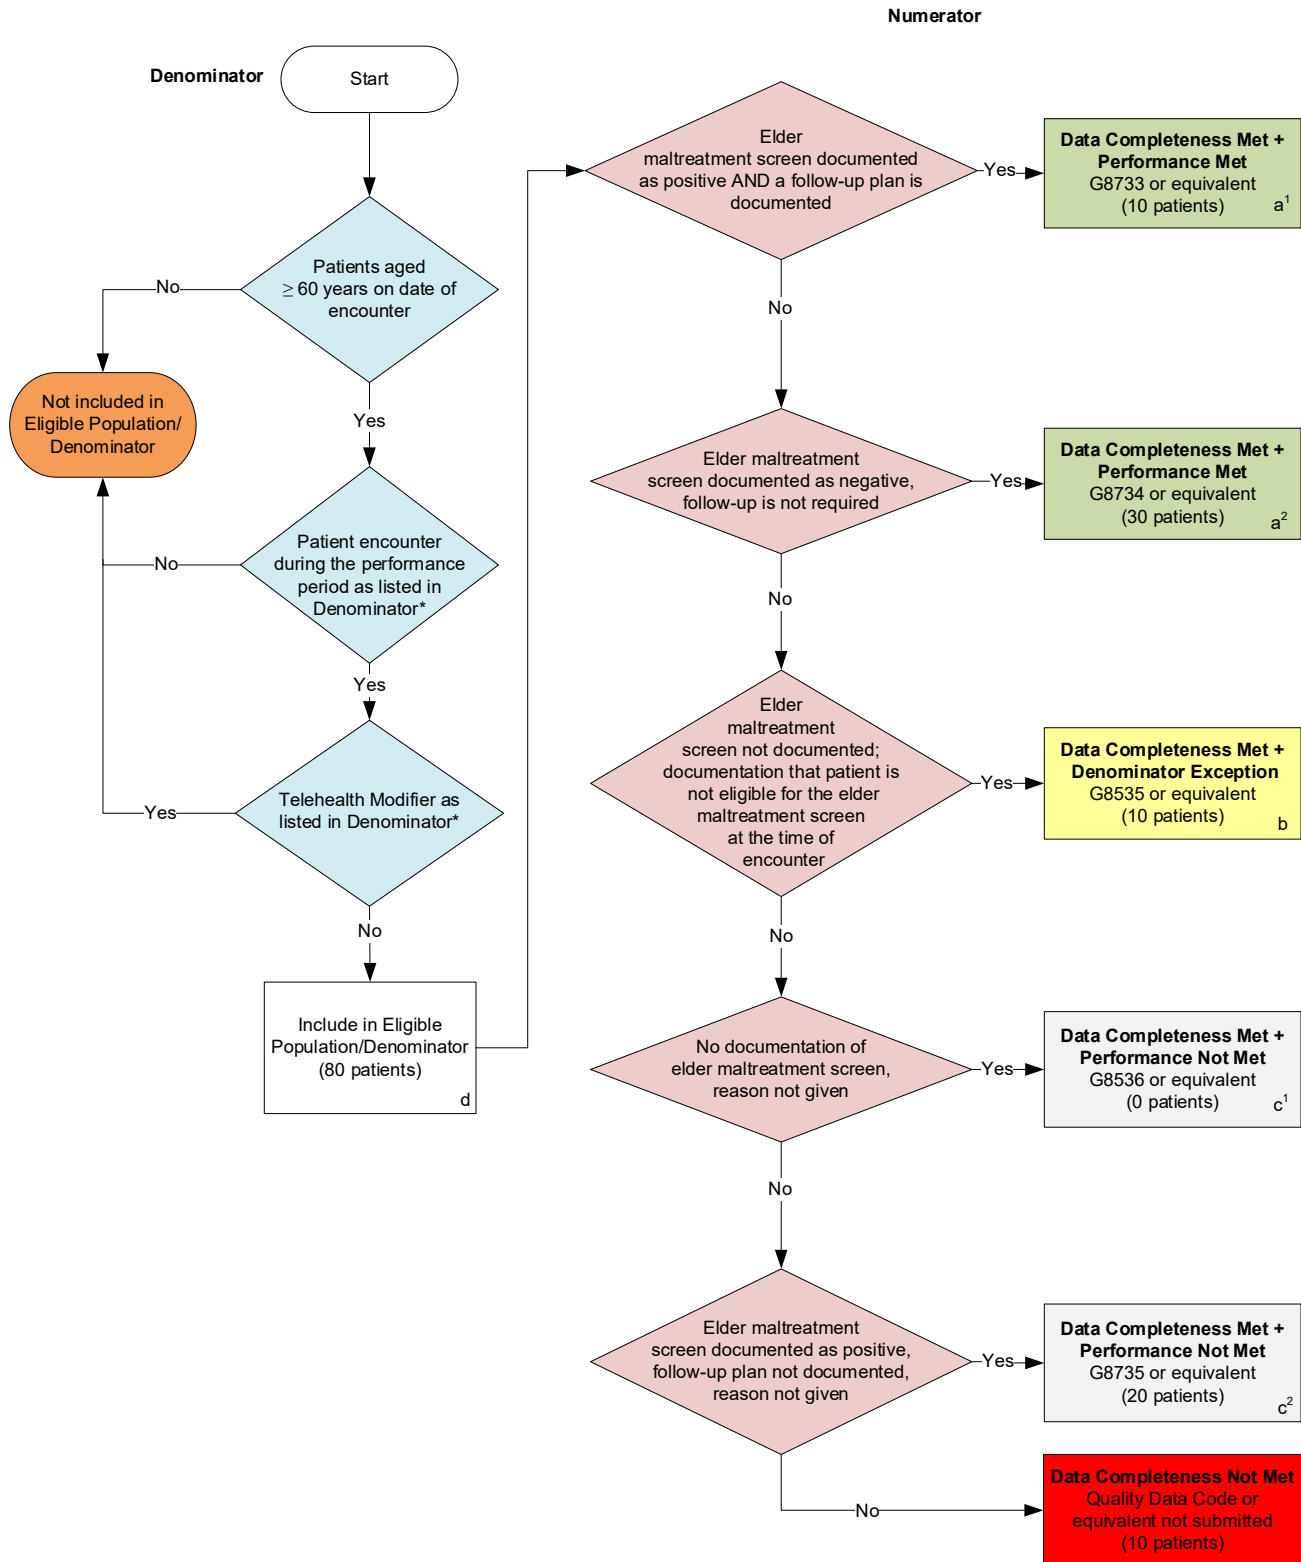 Numerator
Denominator
Start
Patients aged
≥ 60 years on date of
encounter
No
Yes
Not included in
Eligible Population/
Denominator
Patient encounter
during the performance
period as listed in
Denominator*
No
Yes
Telehealth Modifier as
listed in Denominator*
Yes
No
Include in Eligible
Population/Denominator
(80 patients)
d
Elder
maltreatment screen documented
as positive AND a follow-up plan is
documented
Yes
Data Completeness Met +
Performance Met
G8733 or equivalent
(10 patients)
a¹
No
Elder maltreatment
screen documented as negative,
follow-up is not required
Yes
Data Completeness Met +
Performance Met
G8734 or equivalent
(30 patients)
a²
No
Elder
maltreatment
screen not documented;
documentation that patient is
not eligible for the elder
maltreatment screen
at the time of
encounter
Yes
Data Completeness Met +
Denominator Exception
G8535 or equivalent
(10 patients)
b
No
No documentation of
elder maltreatment screen,
reason not given
Yes
Data Completeness Met +
Performance Not Met
G8536 or equivalent
(0 patients)
c¹
No
Elder maltreatment
screen documented as positive,
follow-up plan not documented,
reason not given
Yes
Data Completeness Met +
Performance Not Met
G8735 or equivalent
(20 patients)
c²
No
Data Completeness Not Met
Quality Data Code or
equivalent not submitted
(10 patients)